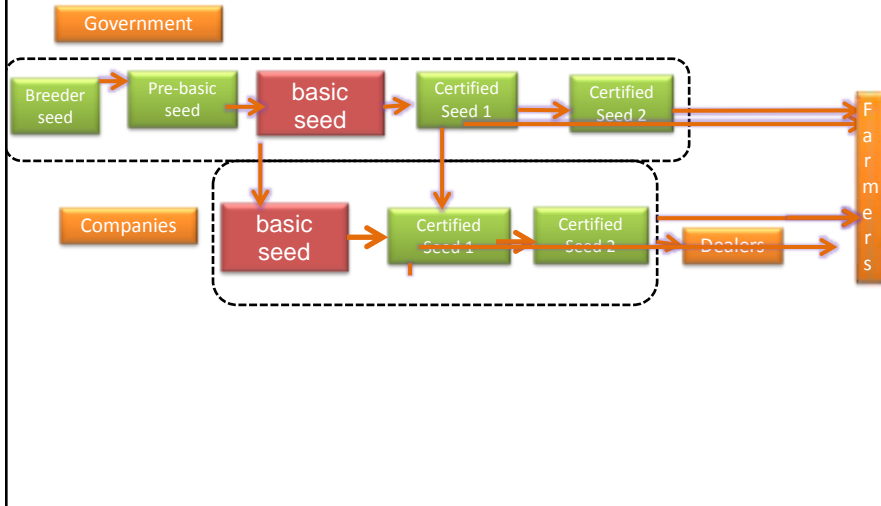 Government
Breeder
seed
Pre-basic
seed
basic
seed
Certified
Seed 1
Certified
Seed 2
Farmers
Companies
basic
seed
Certified
Seed 1
Certified
Seed 2
Dealers